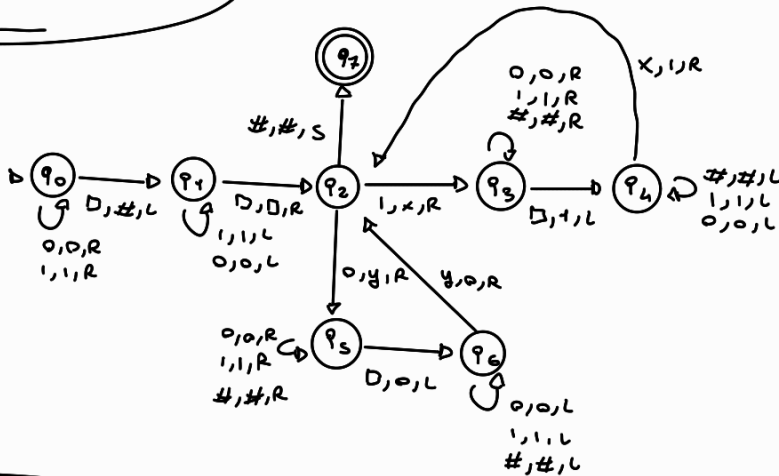 q7
x,1,R
0,0,R
1,1,R
#,#,R
#,#,S
q0
□,#,L
q1
□,□,R
q2
1,x,R
q3
□,1,L
q4
#,#,L
1,1,L
0,0,L
0,0,R
1,1,R
1,1,L
0,0,L
0,y,R
y,0,R
0,0,R
1,1,R
#,#,R
q5
□,0,L
q6
0,0,L
1,1,L
#,#,L